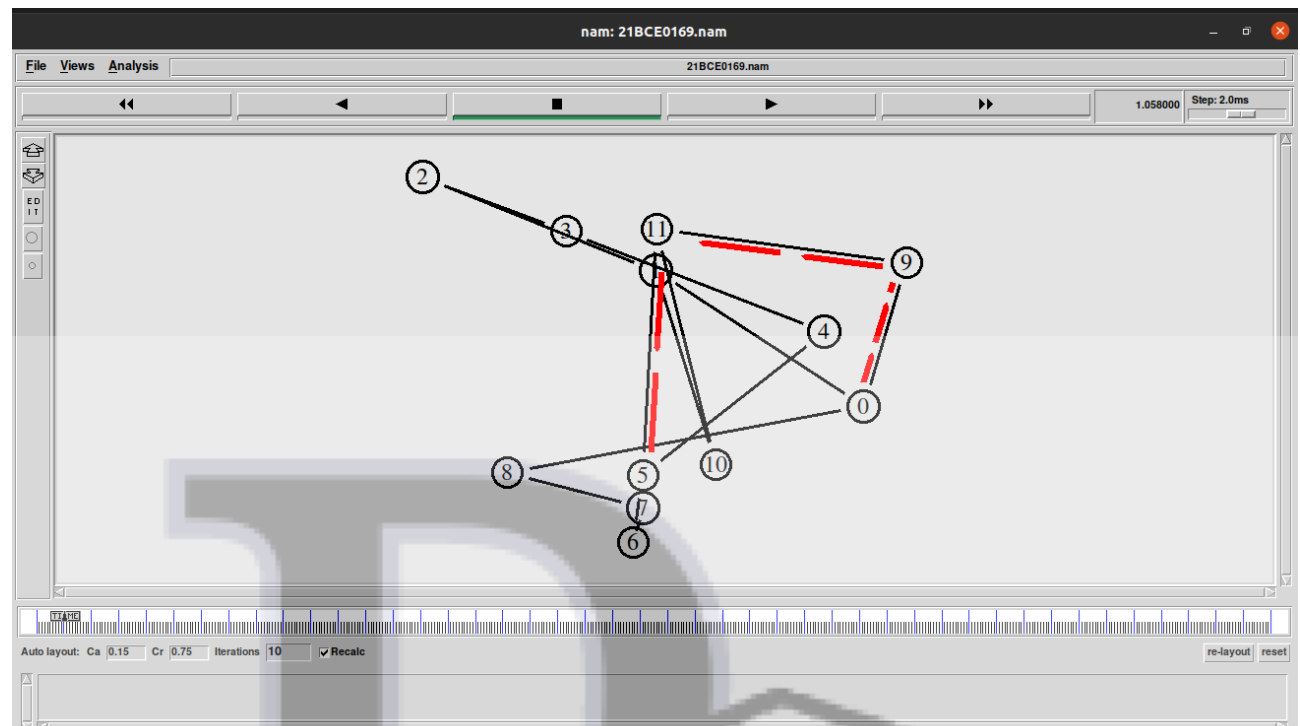 nam: 21BCE0169.nam
File Views Analysis 21BCE0169.nam
1.058000 Step: 2.0ms
ED
IT
2
3
11
9
4
0
8
5
10
7
6
TIME
Auto layout: Ca 0.15 Cr 0.75 Iterations 10 Recalc re-layout reset